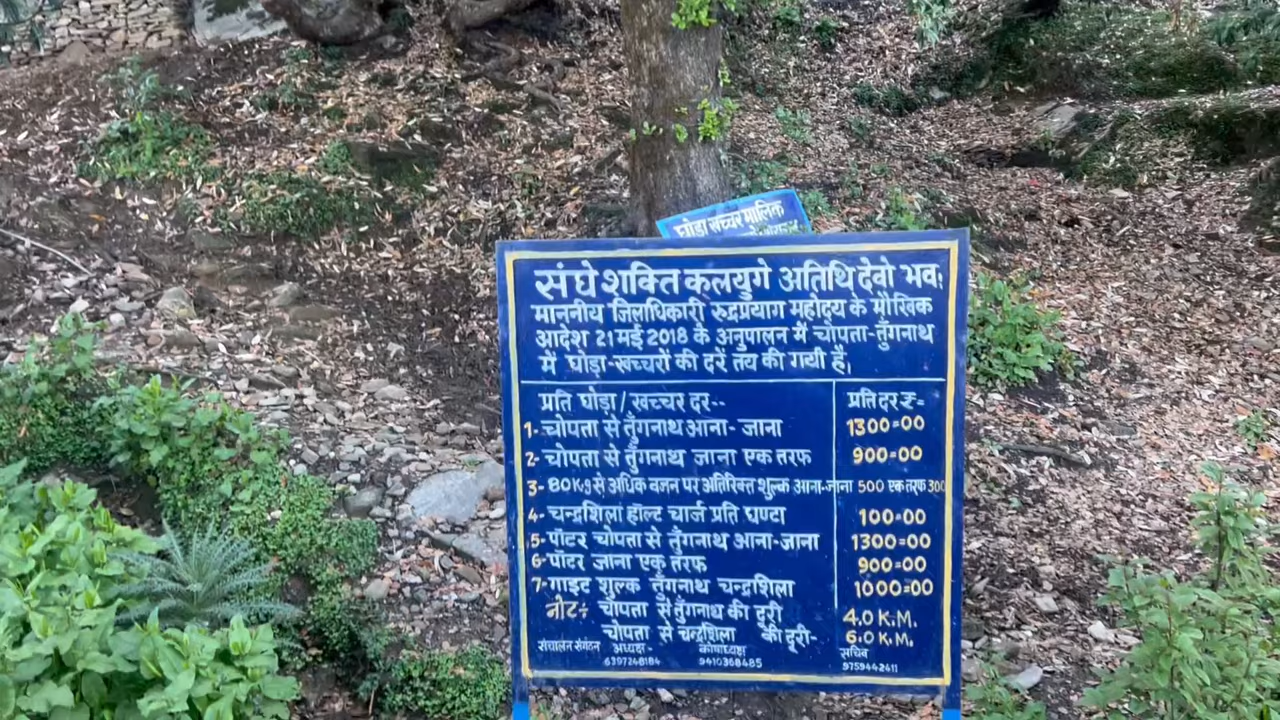 घोड़ा खच्चर मालिक
संघे शक्ति कलयुगे अतिथि देवो भवः
माननीय जिलाधिकारी रुद्रप्रयाग महोदय के मौखिक
आदेश 21 मई 2018 के अनुपालन में चोपता-तुँगनाथ
में घोड़ा-खच्चरों की दरें तय की गयी हैं।
प्रति घोड़ा / खच्चर दर-- प्रति दर ₹=
1- चोपता से तुँगनाथ आना-जाना 1300=00
2- चोपता से तुँगनाथ जाना एक तरफ 900=00
3- 80Kg से अधिक वजन पर अतिरिक्त शुल्क आना-जाना 500 एक तरफ 300
4- चन्द्रशिला हॉल्ट चार्ज प्रति घण्टा 100=00
5- पॉटर चोपता से तुँगनाथ आना-जाना 1300=00
6- पॉटर जाना एक तरफ 900=00
7- गाइट शुल्क तुँगनाथ चन्द्रशिला 1000=00
नोटः चोपता से तुंगनाथ की दूरी 4.0 K.M.
चोपता से चन्द्रशिला की दूरी- 6.0 K.M.
संचालन संगठन अध्यक्ष- कोषाध्यक्ष सचिव
6397248184 9410368485 9759442411